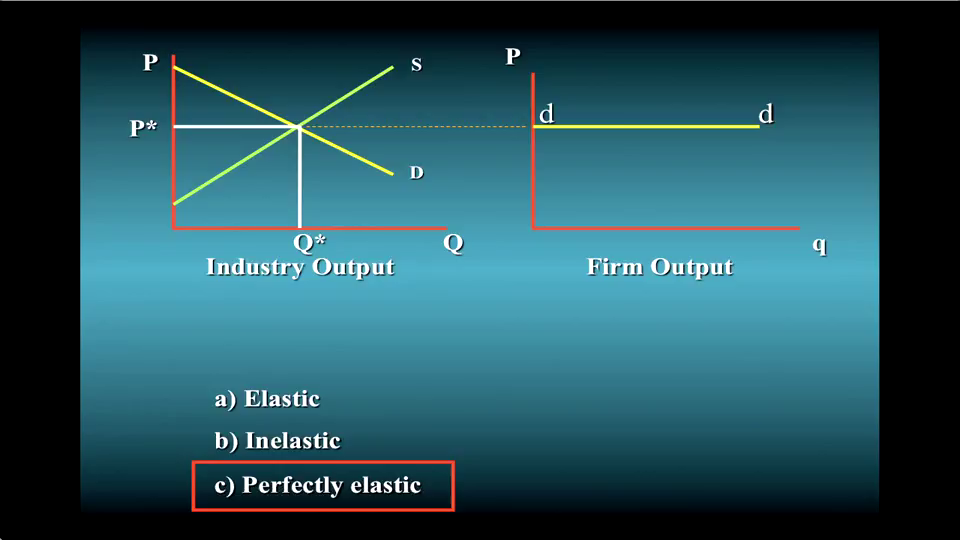 P
S
P*
D
Q*
Q
Industry Output
P
d
d
q
Firm Output
a) Elastic
b) Inelastic
c) Perfectly elastic